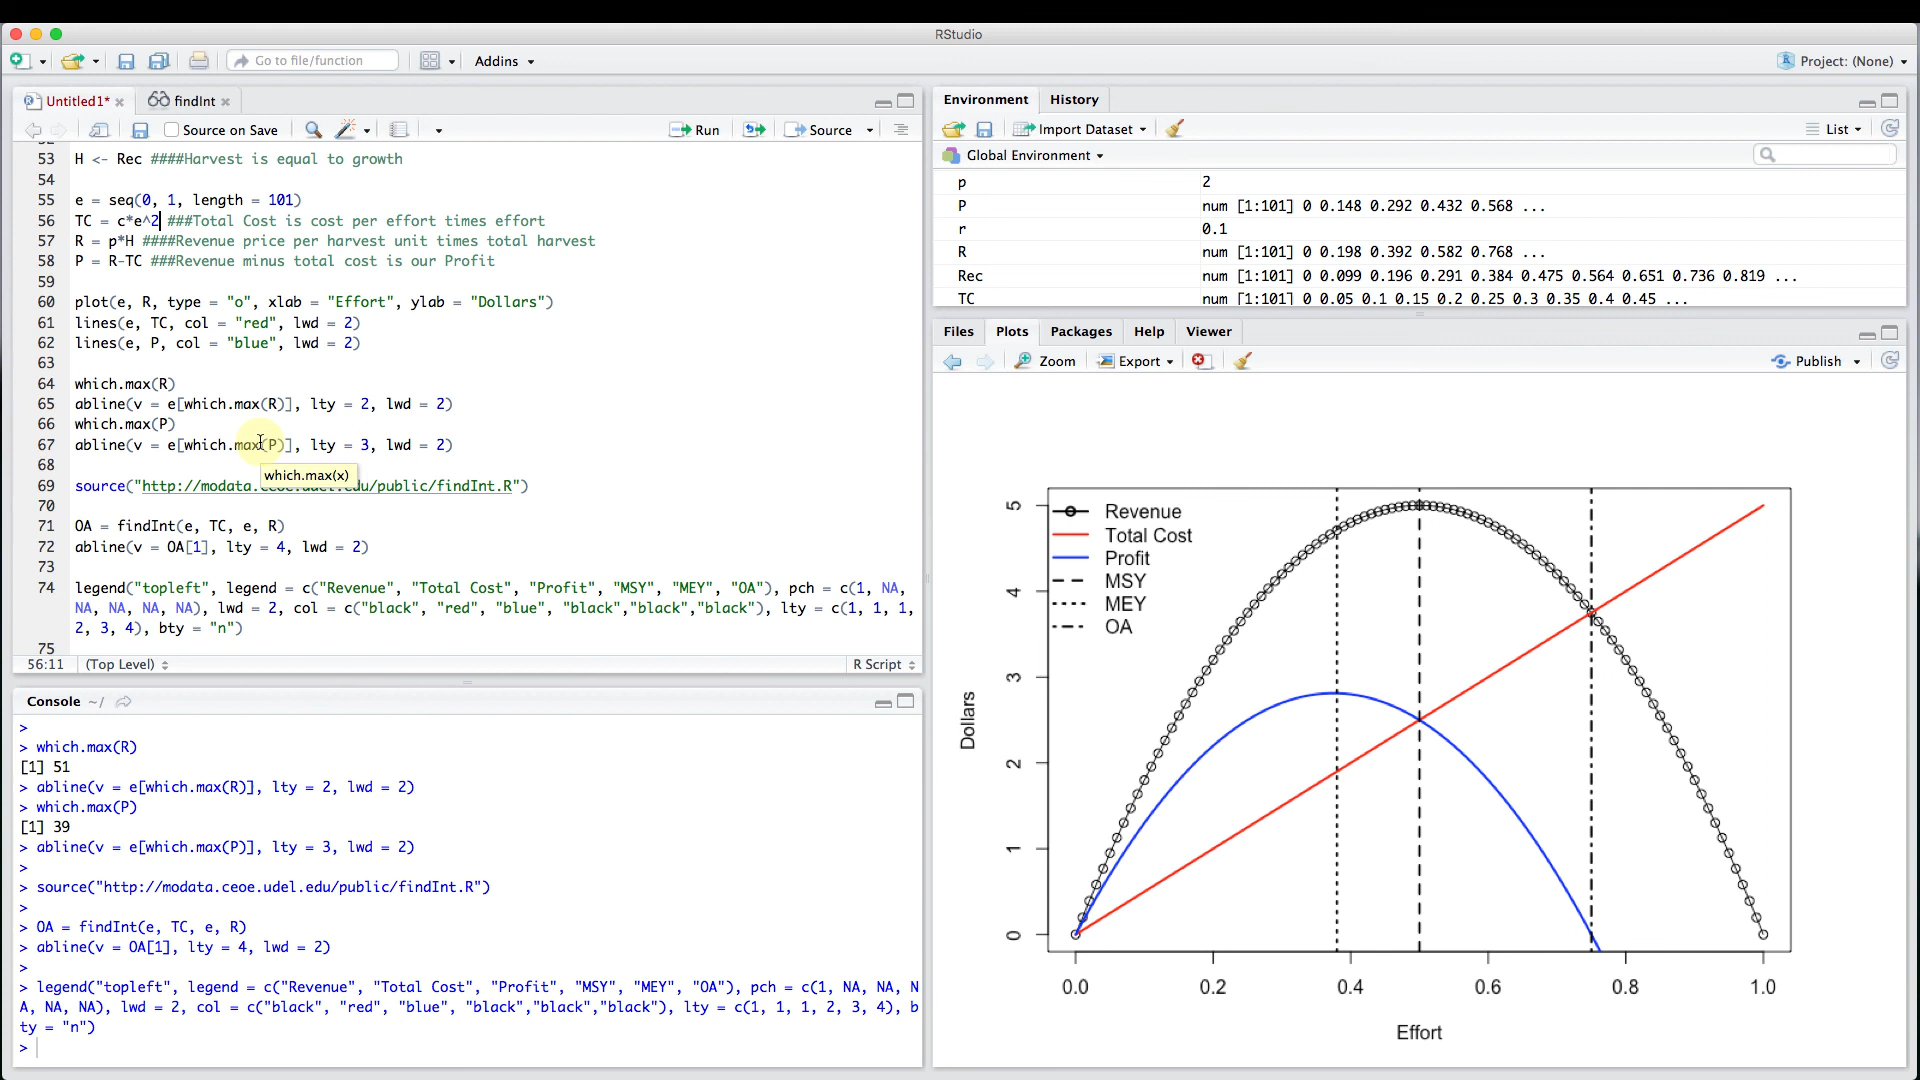 RStudio
Go to file/function
Addins
Project: (None)
Untitled1*
findInt
Source on Save
Run
Source
53 H <- Rec ####Harvest is equal to growth
54
55 e = seq(0, 1, length = 101)
56 TC = c*e^2 ###Total Cost is cost per effort times effort
57 R = p*H ####Revenue price per harvest unit times total harvest
58 P = R-TC ###Revenue minus total cost is our Profit
59
60 plot(e, R, type = "o", xlab = "Effort", ylab = "Dollars")
61 lines(e, TC, col = "red", lwd = 2)
62 lines(e, P, col = "blue", lwd = 2)
63
64 which.max(R)
65 abline(v = e[which.max(R)], lty = 2, lwd = 2)
66 which.max(P)
67 abline(v = e[which.max(P)], lty = 3, lwd = 2)
68
which.max(x)
69 source("http://modata.ceoe.udel.edu/public/findInt.R")
70
71 OA = findInt(e, TC, e, R)
72 abline(v = OA[1], lty = 4, lwd = 2)
73
74 legend("topleft", legend = c("Revenue", "Total Cost", "Profit", "MSY", "MEY", "OA"), pch = c(1, NA,
NA, NA, NA, NA), lwd = 2, col = c("black", "red", "blue", "black","black","black"), lty = c(1, 1, 1,
2, 3, 4), bty = "n")
75
56:11 (Top Level) R Script
Console ~/
>
> which.max(R)
[1] 51
> abline(v = e[which.max(R)], lty = 2, lwd = 2)
> which.max(P)
[1] 39
> abline(v = e[which.max(P)], lty = 3, lwd = 2)
>
> source("http://modata.ceoe.udel.edu/public/findInt.R")
>
> OA = findInt(e, TC, e, R)
> abline(v = OA[1], lty = 4, lwd = 2)
>
> legend("topleft", legend = c("Revenue", "Total Cost", "Profit", "MSY", "MEY", "OA"), pch = c(1, NA, NA, N
A, NA, NA), lwd = 2, col = c("black", "red", "blue", "black","black","black"), lty = c(1, 1, 1, 2, 3, 4), b
ty = "n")
>
Environment History
Import Dataset
List
Global Environment
p 2
P num [1:101] 0 0.148 0.292 0.432 0.568 ...
r 0.1
R num [1:101] 0 0.198 0.392 0.582 0.768 ...
Rec num [1:101] 0 0.099 0.196 0.291 0.384 0.475 0.564 0.651 0.736 0.819 ...
TC num [1:101] 0 0.05 0.1 0.15 0.2 0.25 0.3 0.35 0.4 0.45 ...
Files Plots Packages Help Viewer
Zoom Export Publish
Revenue
Total Cost
Profit
MSY
MEY
OA
5
4
3
2
1
0
Dollars
0.0 0.2 0.4 0.6 0.8 1.0
Effort